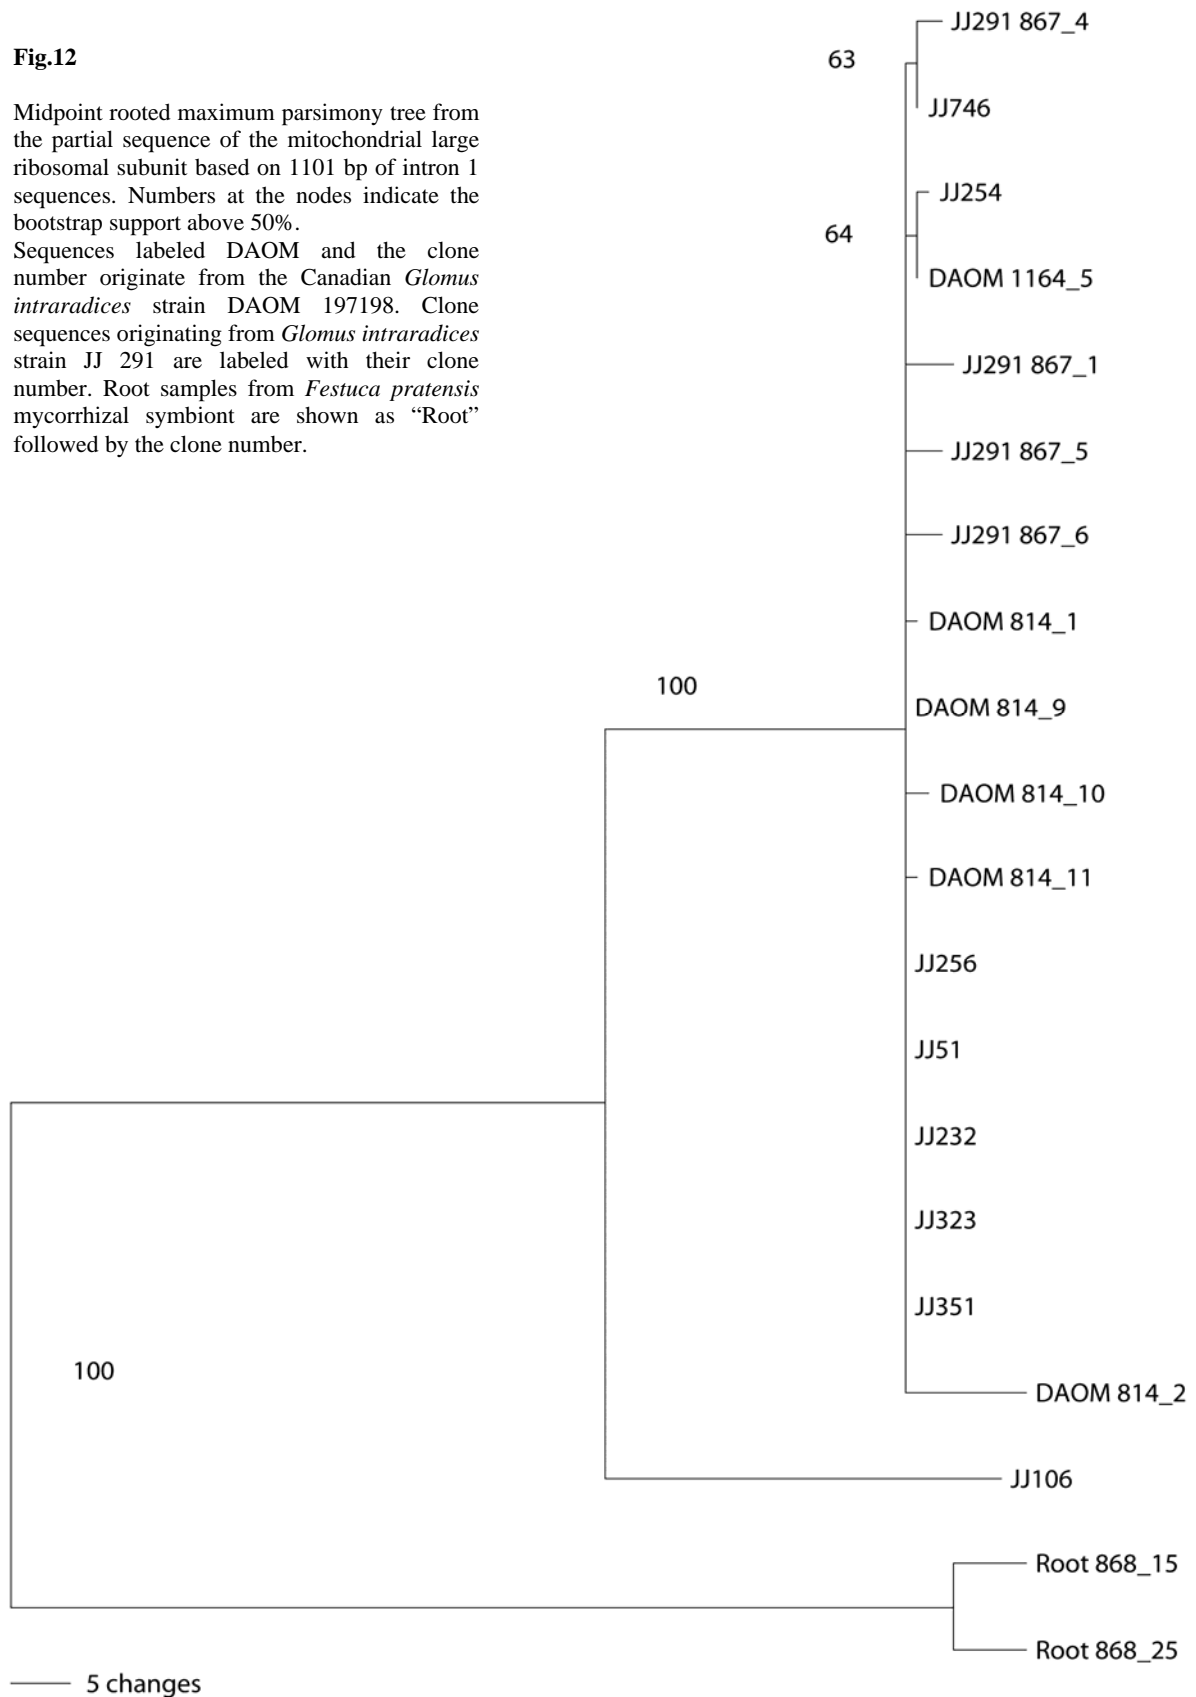 Fig.12
Midpoint rooted maximum parsimony tree from
the partial sequence of the mitochondrial large
ribosomal subunit based on 1101 bp of intron 1
sequences. Numbers at the nodes indicate the
bootstrap support above 50%.
Sequences labeled DAOM and the clone
number originate from the Canadian Glomus
intraradices strain DAOM 197198. Clone
sequences originating from Glomus intraradices
strain JJ 291 are labeled with their clone
number. Root samples from Festuca pratensis
mycorrhizal symbiont are shown as “Root”
followed by the clone number.
JJ291 867_4
63
JJ746
JJ254
64
DAOM 1164_5
JJ291 867_1
JJ291 867_5
JJ291 867_6
DAOM 814_1
100
DAOM 814_9
DAOM 814_10
DAOM 814_11
JJ256
JJ51
JJ232
JJ323
JJ351
100
DAOM 814_2
JJ106
Root 868_15
Root 868_25
5 changes